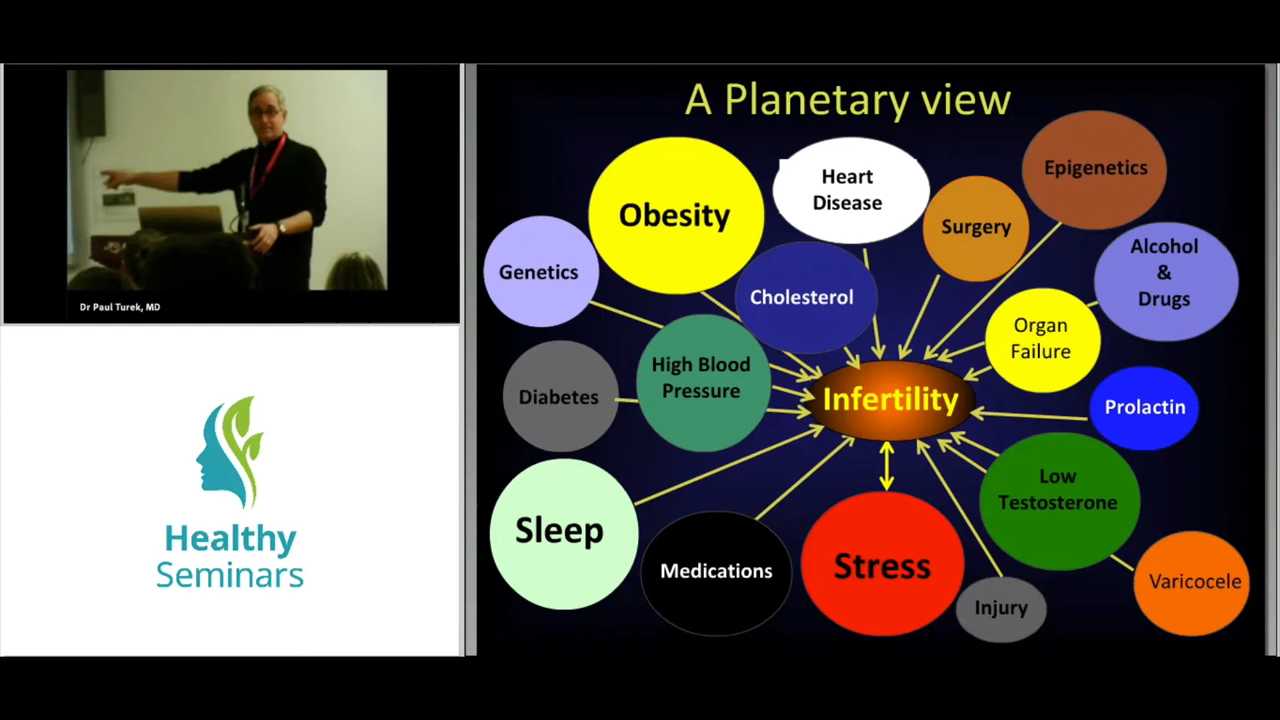 A Planetary view
Heart
Disease
Epigenetics
Obesity
Surgery
Genetics
Cholesterol
Alcohol
&
Drugs
Organ
Failure
High Blood
Pressure
Diabetes
Infertility
Prolactin
Low
Testosterone
Sleep
Medications
Stress
Injury
Varicocele
Dr Paul Turek, MD
Healthy
Seminars